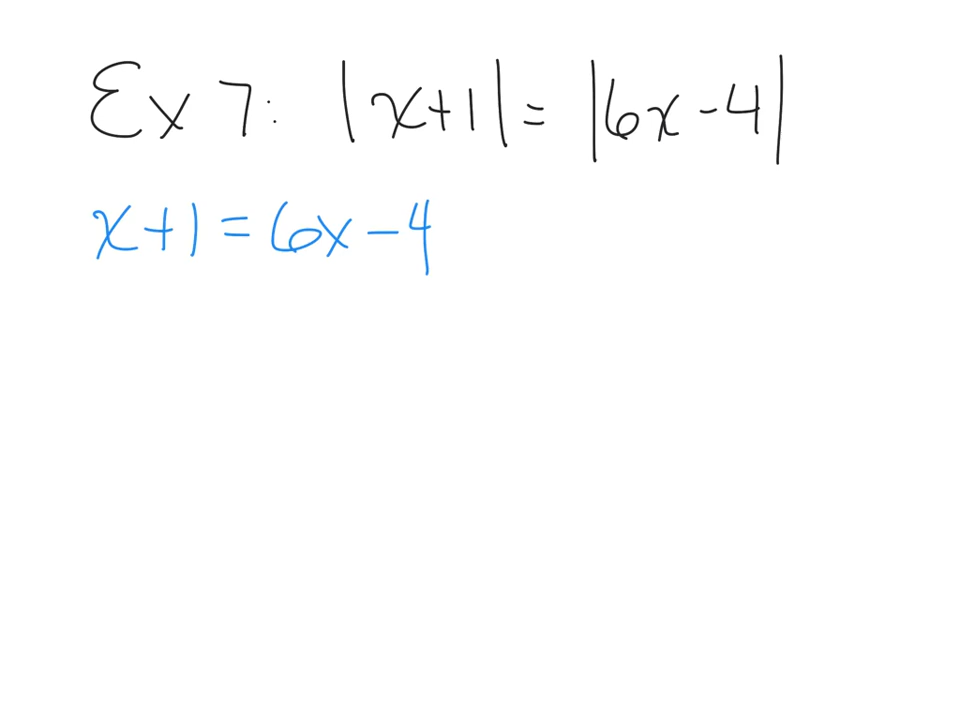 Ex 7: |x+1| = |6x-4|
x+1 = 6x-4